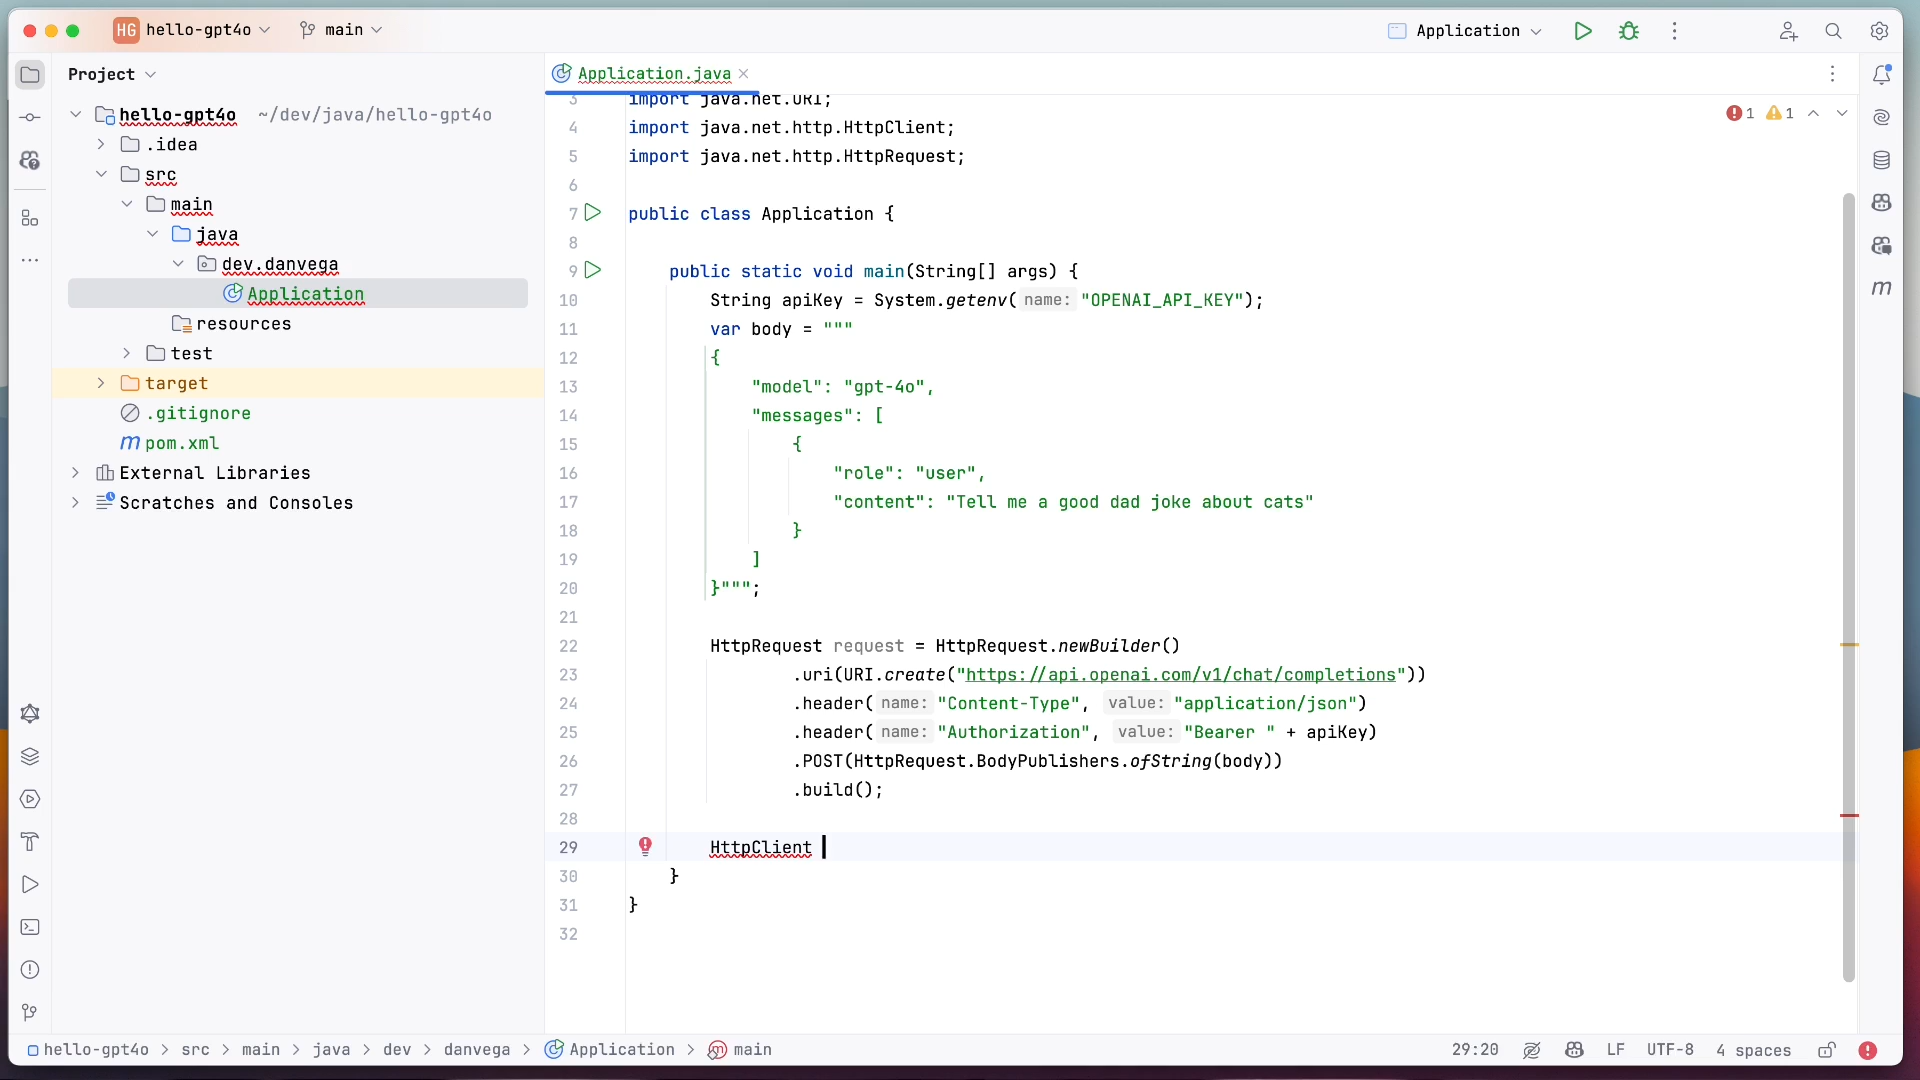 HG hello-gpt4o main Application
Project
Application.java
hello-gpt4o ~/dev/java/hello-gpt4o
.idea
src
main
java
dev.danvega
Application
resources
test
target
.gitignore
m pom.xml
External Libraries
Scratches and Consoles
1 1
3 import java.net.URI;
4 import java.net.http.HttpClient;
5 import java.net.http.HttpRequest;
6
7 public class Application {
8
9 public static void main(String[] args) {
10 String apiKey = System.getenv( name: "OPENAI_API_KEY");
11 var body = """
12 {
13 "model": "gpt-4o",
14 "messages": [
15 {
16 "role": "user",
17 "content": "Tell me a good dad joke about cats"
18 }
19 ]
20 }""";
21
22 HttpRequest request = HttpRequest.newBuilder()
23 .uri(URI.create("https://api.openai.com/v1/chat/completions"))
24 .header( name: "Content-Type", value: "application/json")
25 .header( name: "Authorization", value: "Bearer " + apiKey)
26 .POST(HttpRequest.BodyPublishers.ofString(body))
27 .build();
28
29 HttpClient
30 }
31 }
32
m
hello-gpt4o > src > main > java > dev > danvega > Application > m main
29:20 LF UTF-8 4 spaces